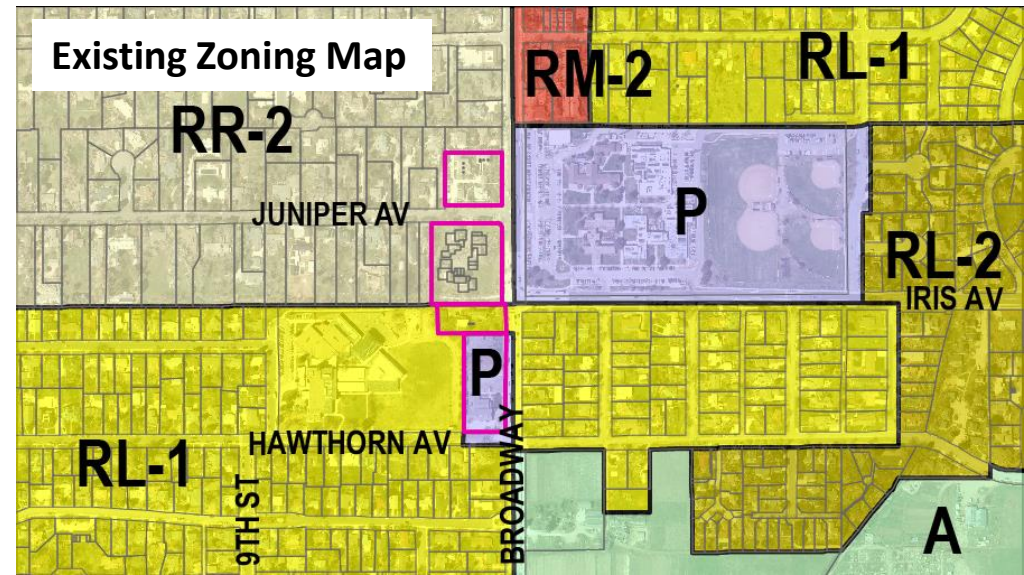 Existing Zoning Map
RM-2
RL-1
RR-2
JUNIPER AV
P
RL-2
IRIS AV
P
HAWTHORN AV
RL-1
9TH ST
BROADWAY
A